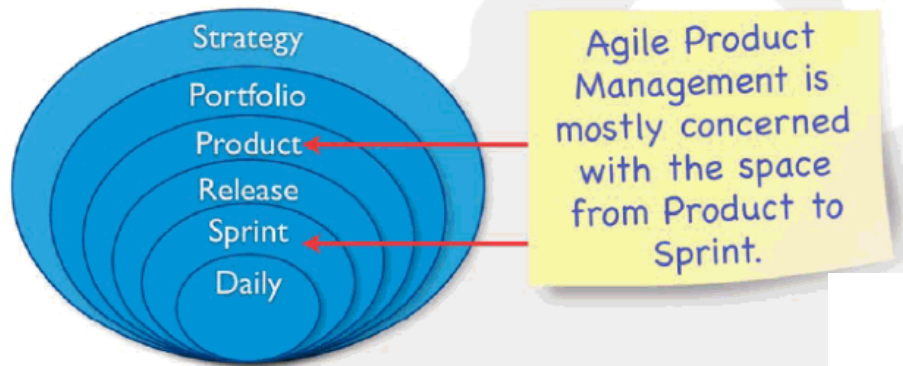 Strategy
Portfolio
Product
Release
Sprint
Daily
Agile Product
Management is
mostly concerned
with the space
from Product to
Sprint.